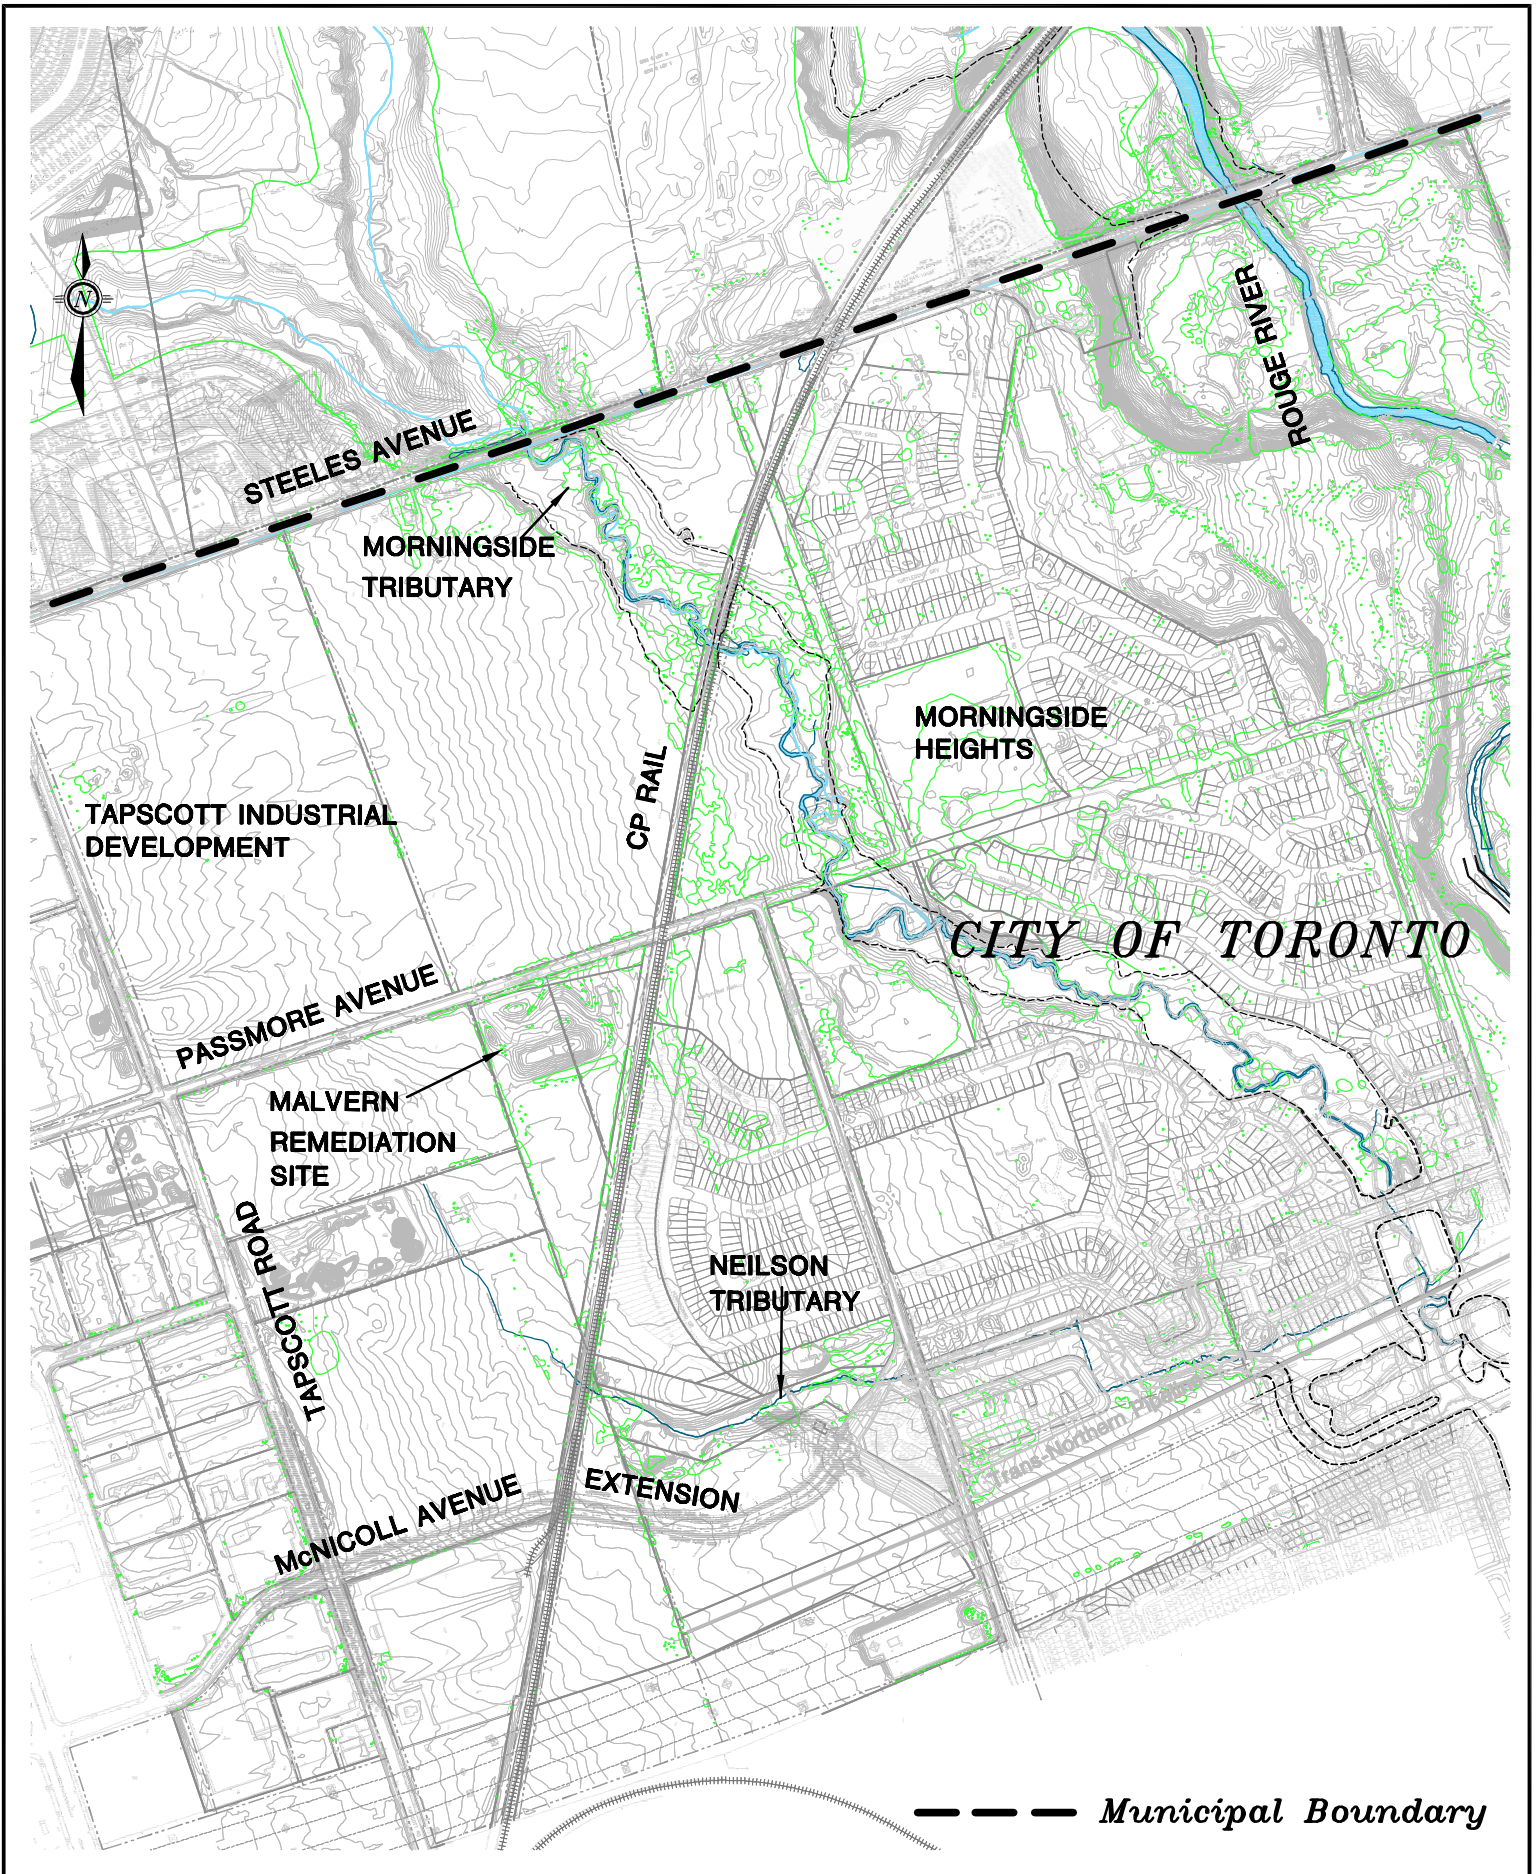 N
ROUGE RIVER
STEELES AVENUE
MORNINGSIDE
TRIBUTARY
MORNINGSIDE
HEIGHTS
CP RAIL
TAPSCOTT INDUSTRIAL
DEVELOPMENT
CITY OF TORONTO
PASSMORE AVENUE
MALVERN
REMEDIATION
SITE
TAPSCOTT ROAD
NEILSON
TRIBUTARY
Trans-Northern
EXTENSION
McNICOLL AVENUE
Municipal Boundary